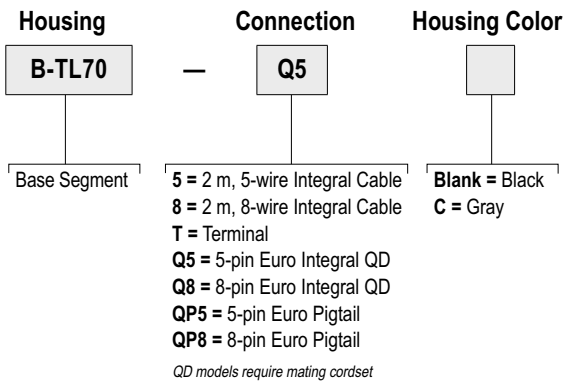 Housing Connection Housing Color
B-TL70 — Q5
Base Segment
5 = 2 m, 5-wire Integral Cable
8 = 2 m, 8-wire Integral Cable
T = Terminal
Q5 = 5-pin Euro Integral QD
Q8 = 8-pin Euro Integral QD
QP5 = 5-pin Euro Pigtail
QP8 = 8-pin Euro Pigtail
QD models require mating cordset
Blank = Black
C = Gray